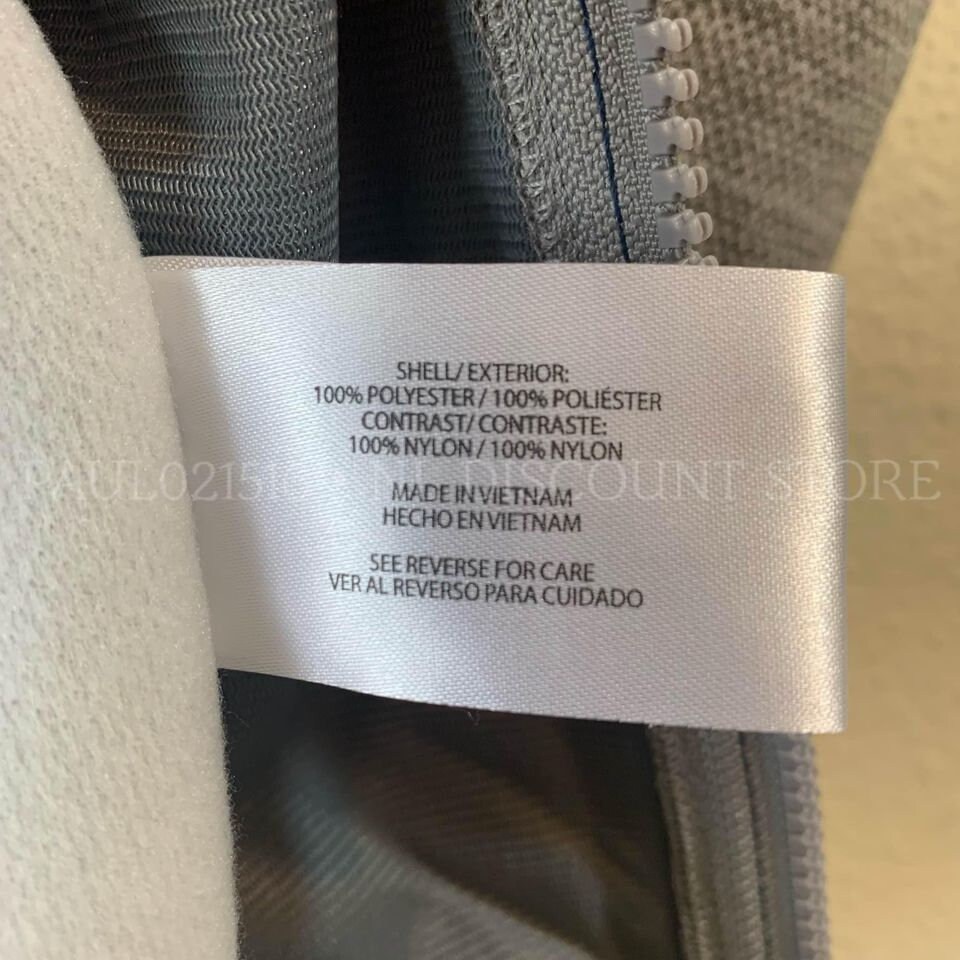 SHELL/ EXTERIOR:
100% POLYESTER / 100% POLIÉSTER
CONTRAST/ CONTRASTE:
100% NYLON / 100% NYLON
MADE IN VIETNAM
HECHO EN VIETNAM
SEE REVERSE FOR CARE
VER AL REVERSO PARA CUIDADO
DISCOUNT STORE